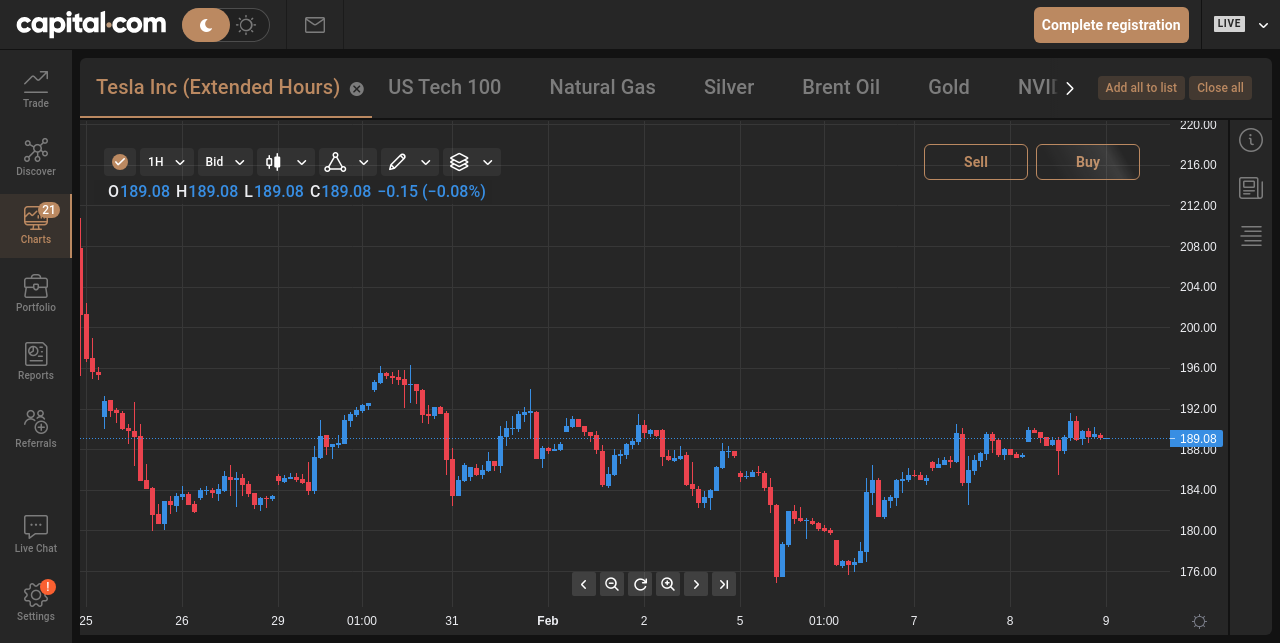 capital.com
Complete registration
LIVE
Trade
Discover
21
Charts
Portfolio
Reports
Referrals
Live Chat
!
Settings
Tesla Inc (Extended Hours)
US Tech 100
Natural Gas
Silver
Brent Oil
Gold
NVI
Add all to list
Close all
1H
Bid
Sell
Buy
O189.08 H189.08 L189.08 C189.08 −0.15 (−0.08%)
220.00
216.00
212.00
208.00
204.00
200.00
196.00
192.00
189.08
188.00
184.00
180.00
176.00
25 26 29 01:00 31 Feb 2 5 01:00 7 8 9